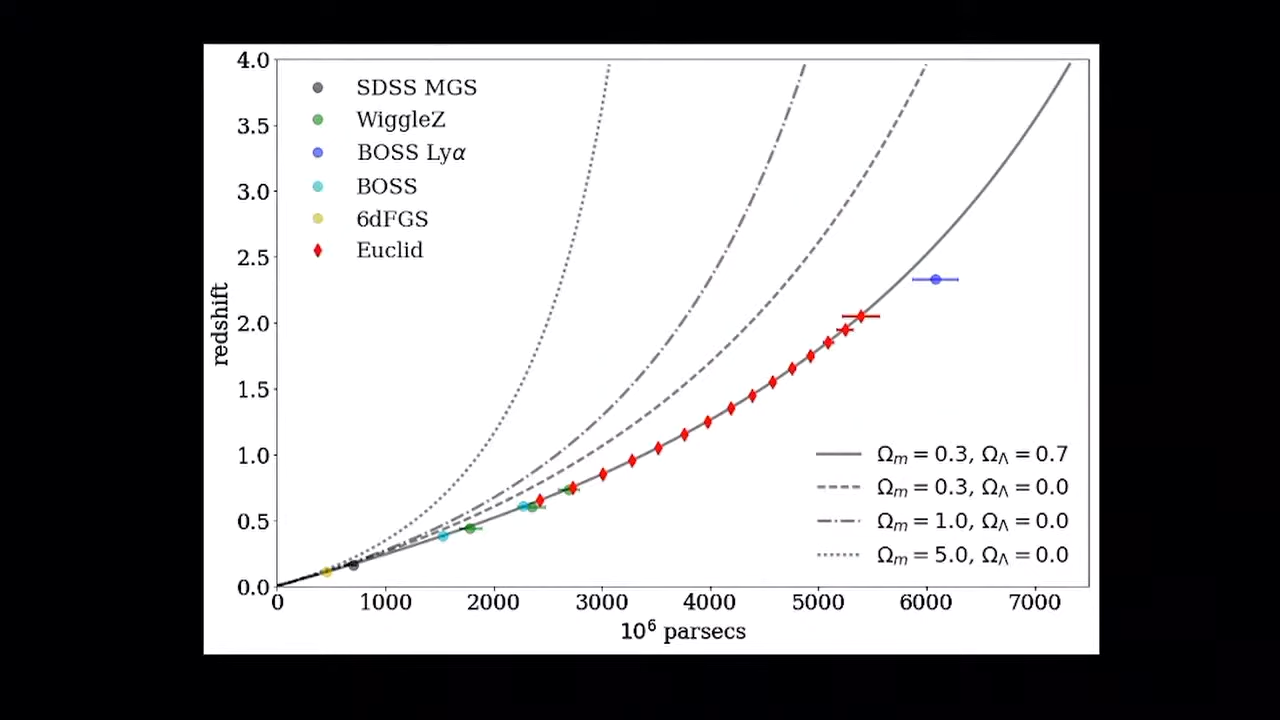 4.0
3.5
3.0
2.5
2.0
1.5
1.0
0.5
0.0
redshift
SDSS MGS
WiggleZ
BOSS Lyα
BOSS
6dFGS
Euclid
Ωm = 0.3, ΩΛ = 0.7
Ωm = 0.3, ΩΛ = 0.0
Ωm = 1.0, ΩΛ = 0.0
Ωm = 5.0, ΩΛ = 0.0
0 1000 2000 3000 4000 5000 6000 7000
10⁶ parsecs